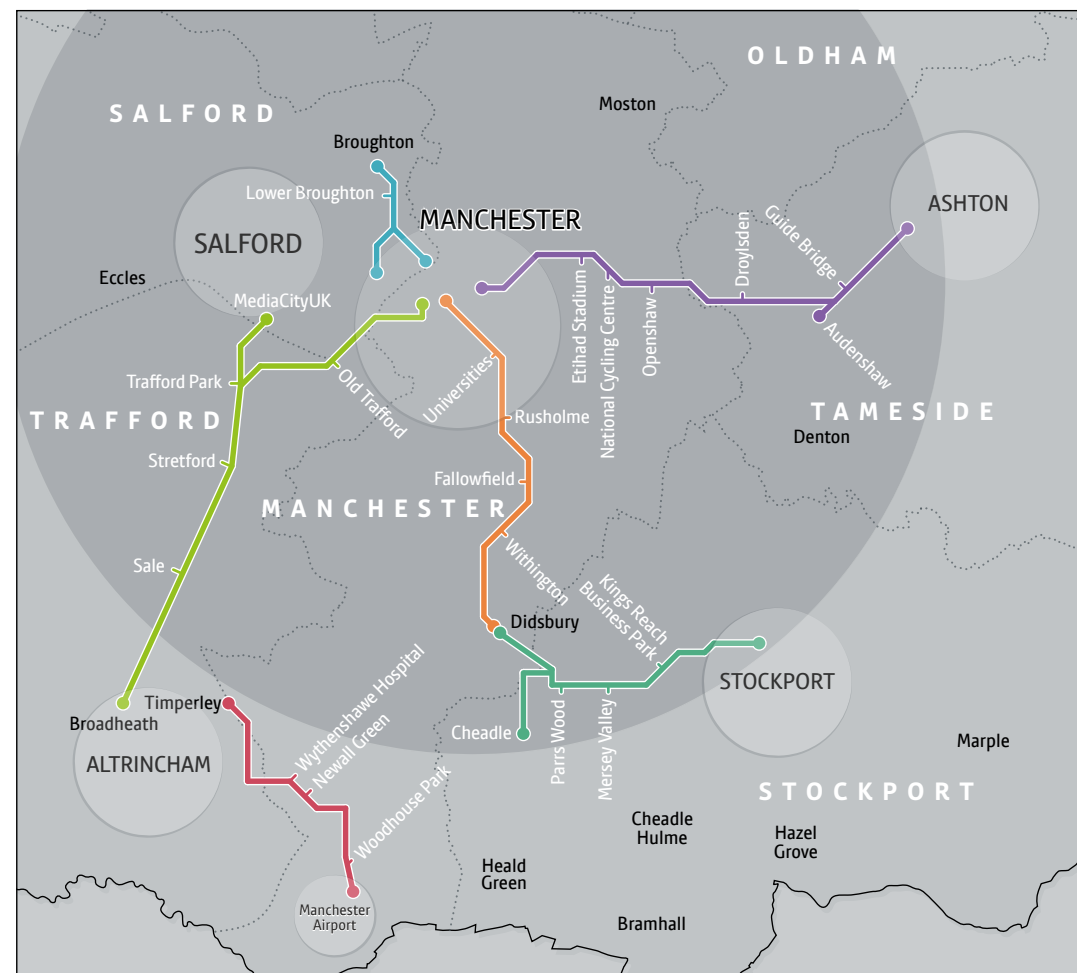 OLDHAM
Moston
SALFORD
Broughton
Lower Broughton
MANCHESTER
SALFORD
ASHTON
Guide Bridge
Droylsden
Eccles
MediaCityUK
Etihad Stadium
National Cycling Centre
Openshaw
Audenshaw
Trafford Park
Old Trafford
Universities
TRAFFORD
Rusholme
TAMESIDE
Denton
Stretford
Fallowfield
MANCHESTER
Withington
Sale
Kings Reach
Business Park
Didsbury
STOCKPORT
Timperley
Broadheath
Wythenshawe Hospital
Newall Green
Cheadle
Parrs Wood
Mersey Valley
Marple
ALTRINCHAM
Woodhouse Park
STOCKPORT
Cheadle
Hulme
Hazel
Grove
Heald
Green
Manchester
Airport
Bramhall